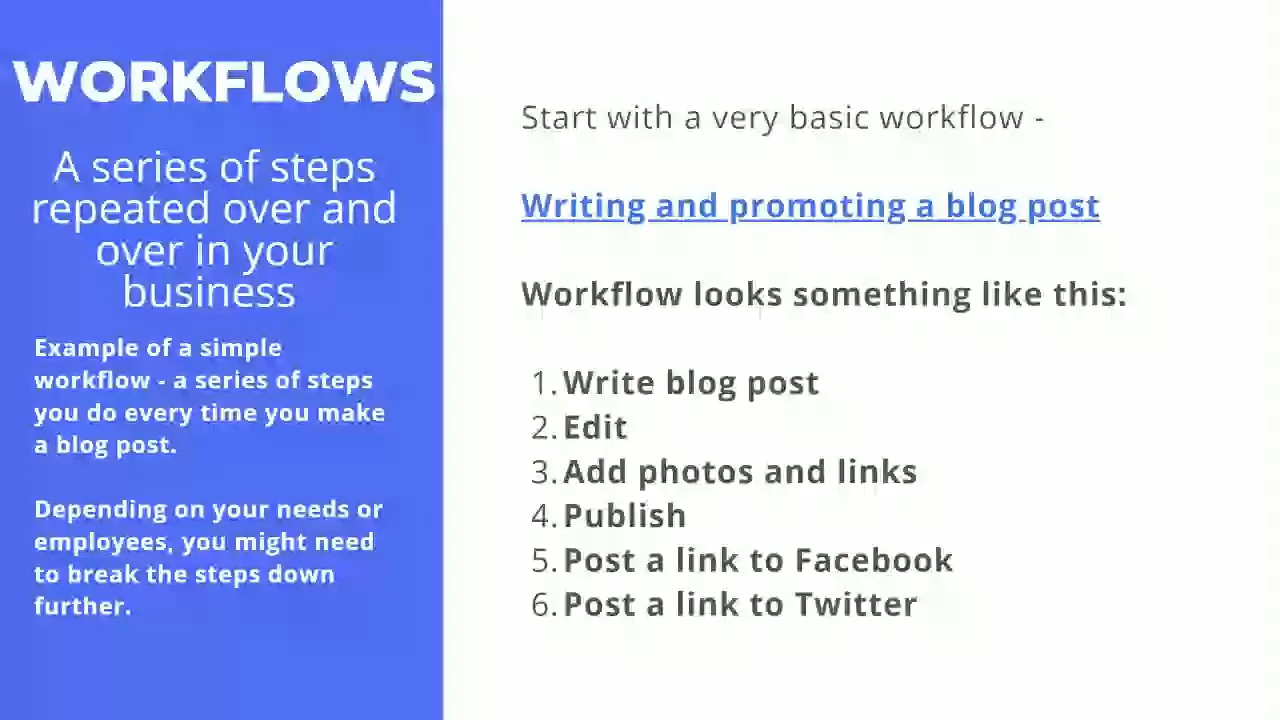 WORKFLOWS
A series of steps
repeated over and
over in your
business
Example of a simple
workflow - a series of steps
you do every time you make
a blog post.
Depending on your needs or
employees, you might need
to break the steps down
further.
Start with a very basic workflow -
Writing and promoting a blog post
Workflow looks something like this:
1. Write blog post
2. Edit
3. Add photos and links
4. Publish
5. Post a link to Facebook
6. Post a link to Twitter